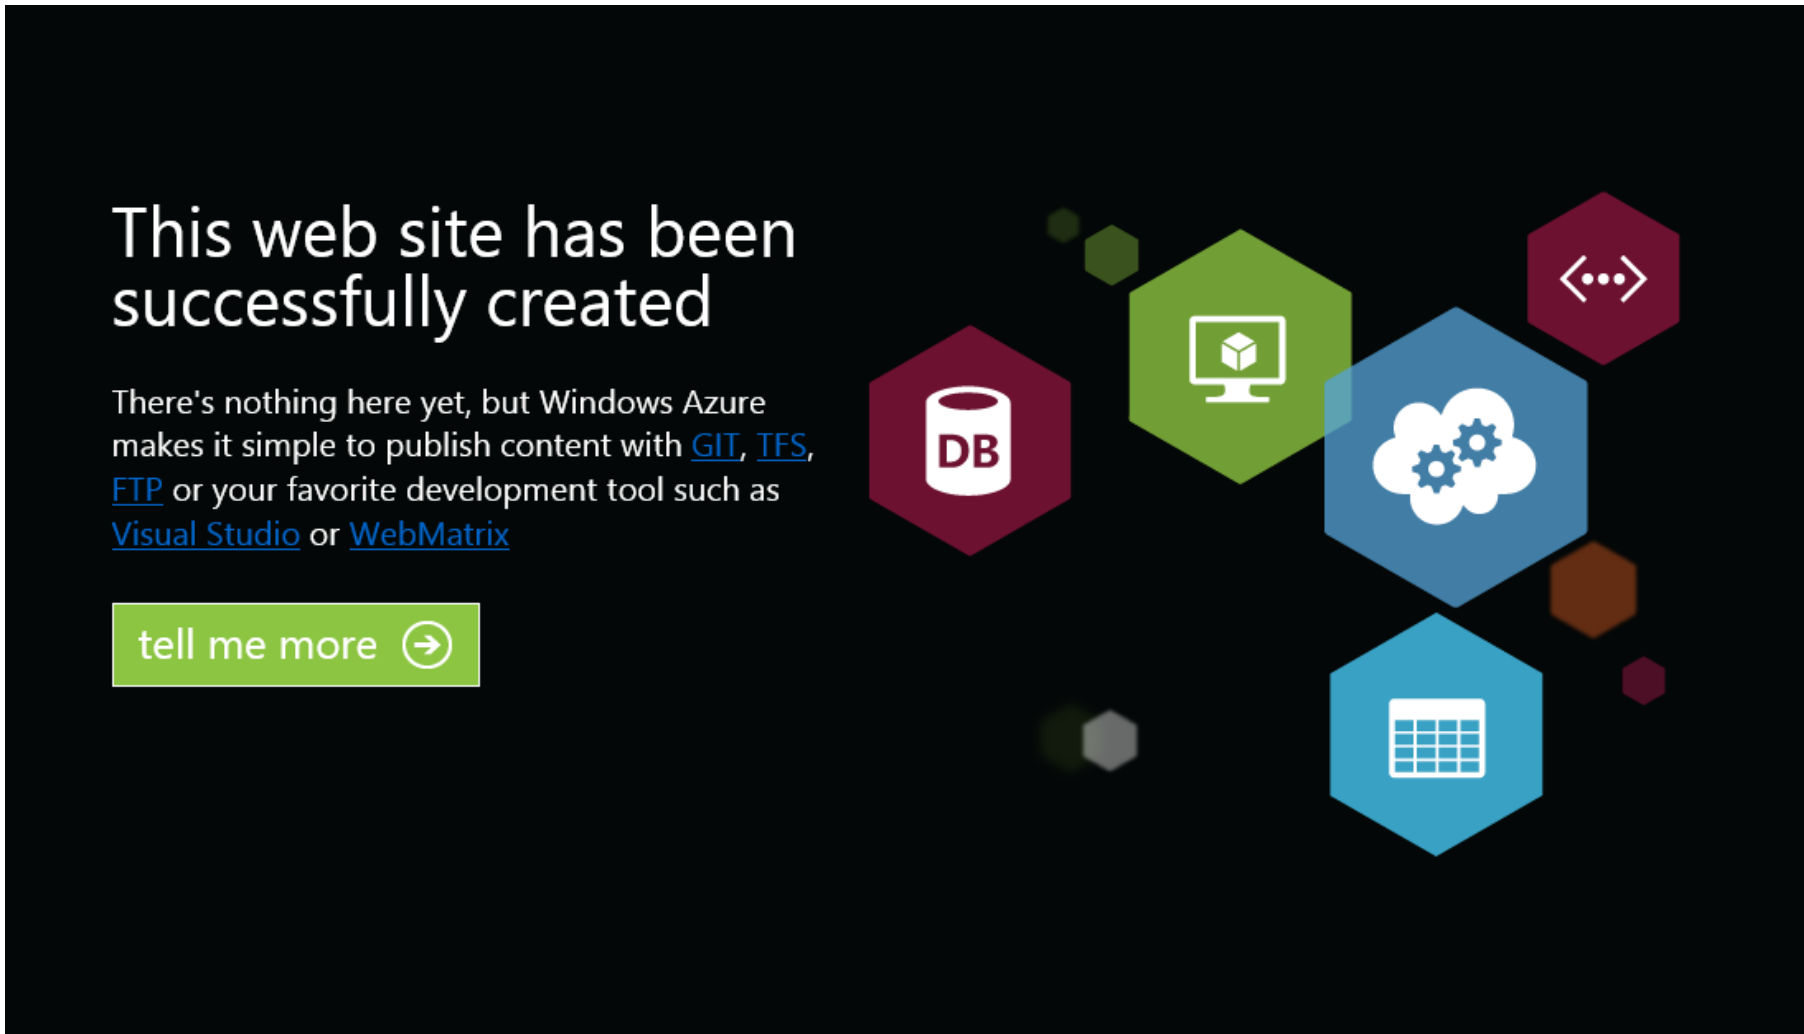 This web site has been
successfully created
There's nothing here yet, but Windows Azure
makes it simple to publish content with GIT, TFS,
FTP or your favorite development tool such as
Visual Studio or WebMatrix
tell me more
DB